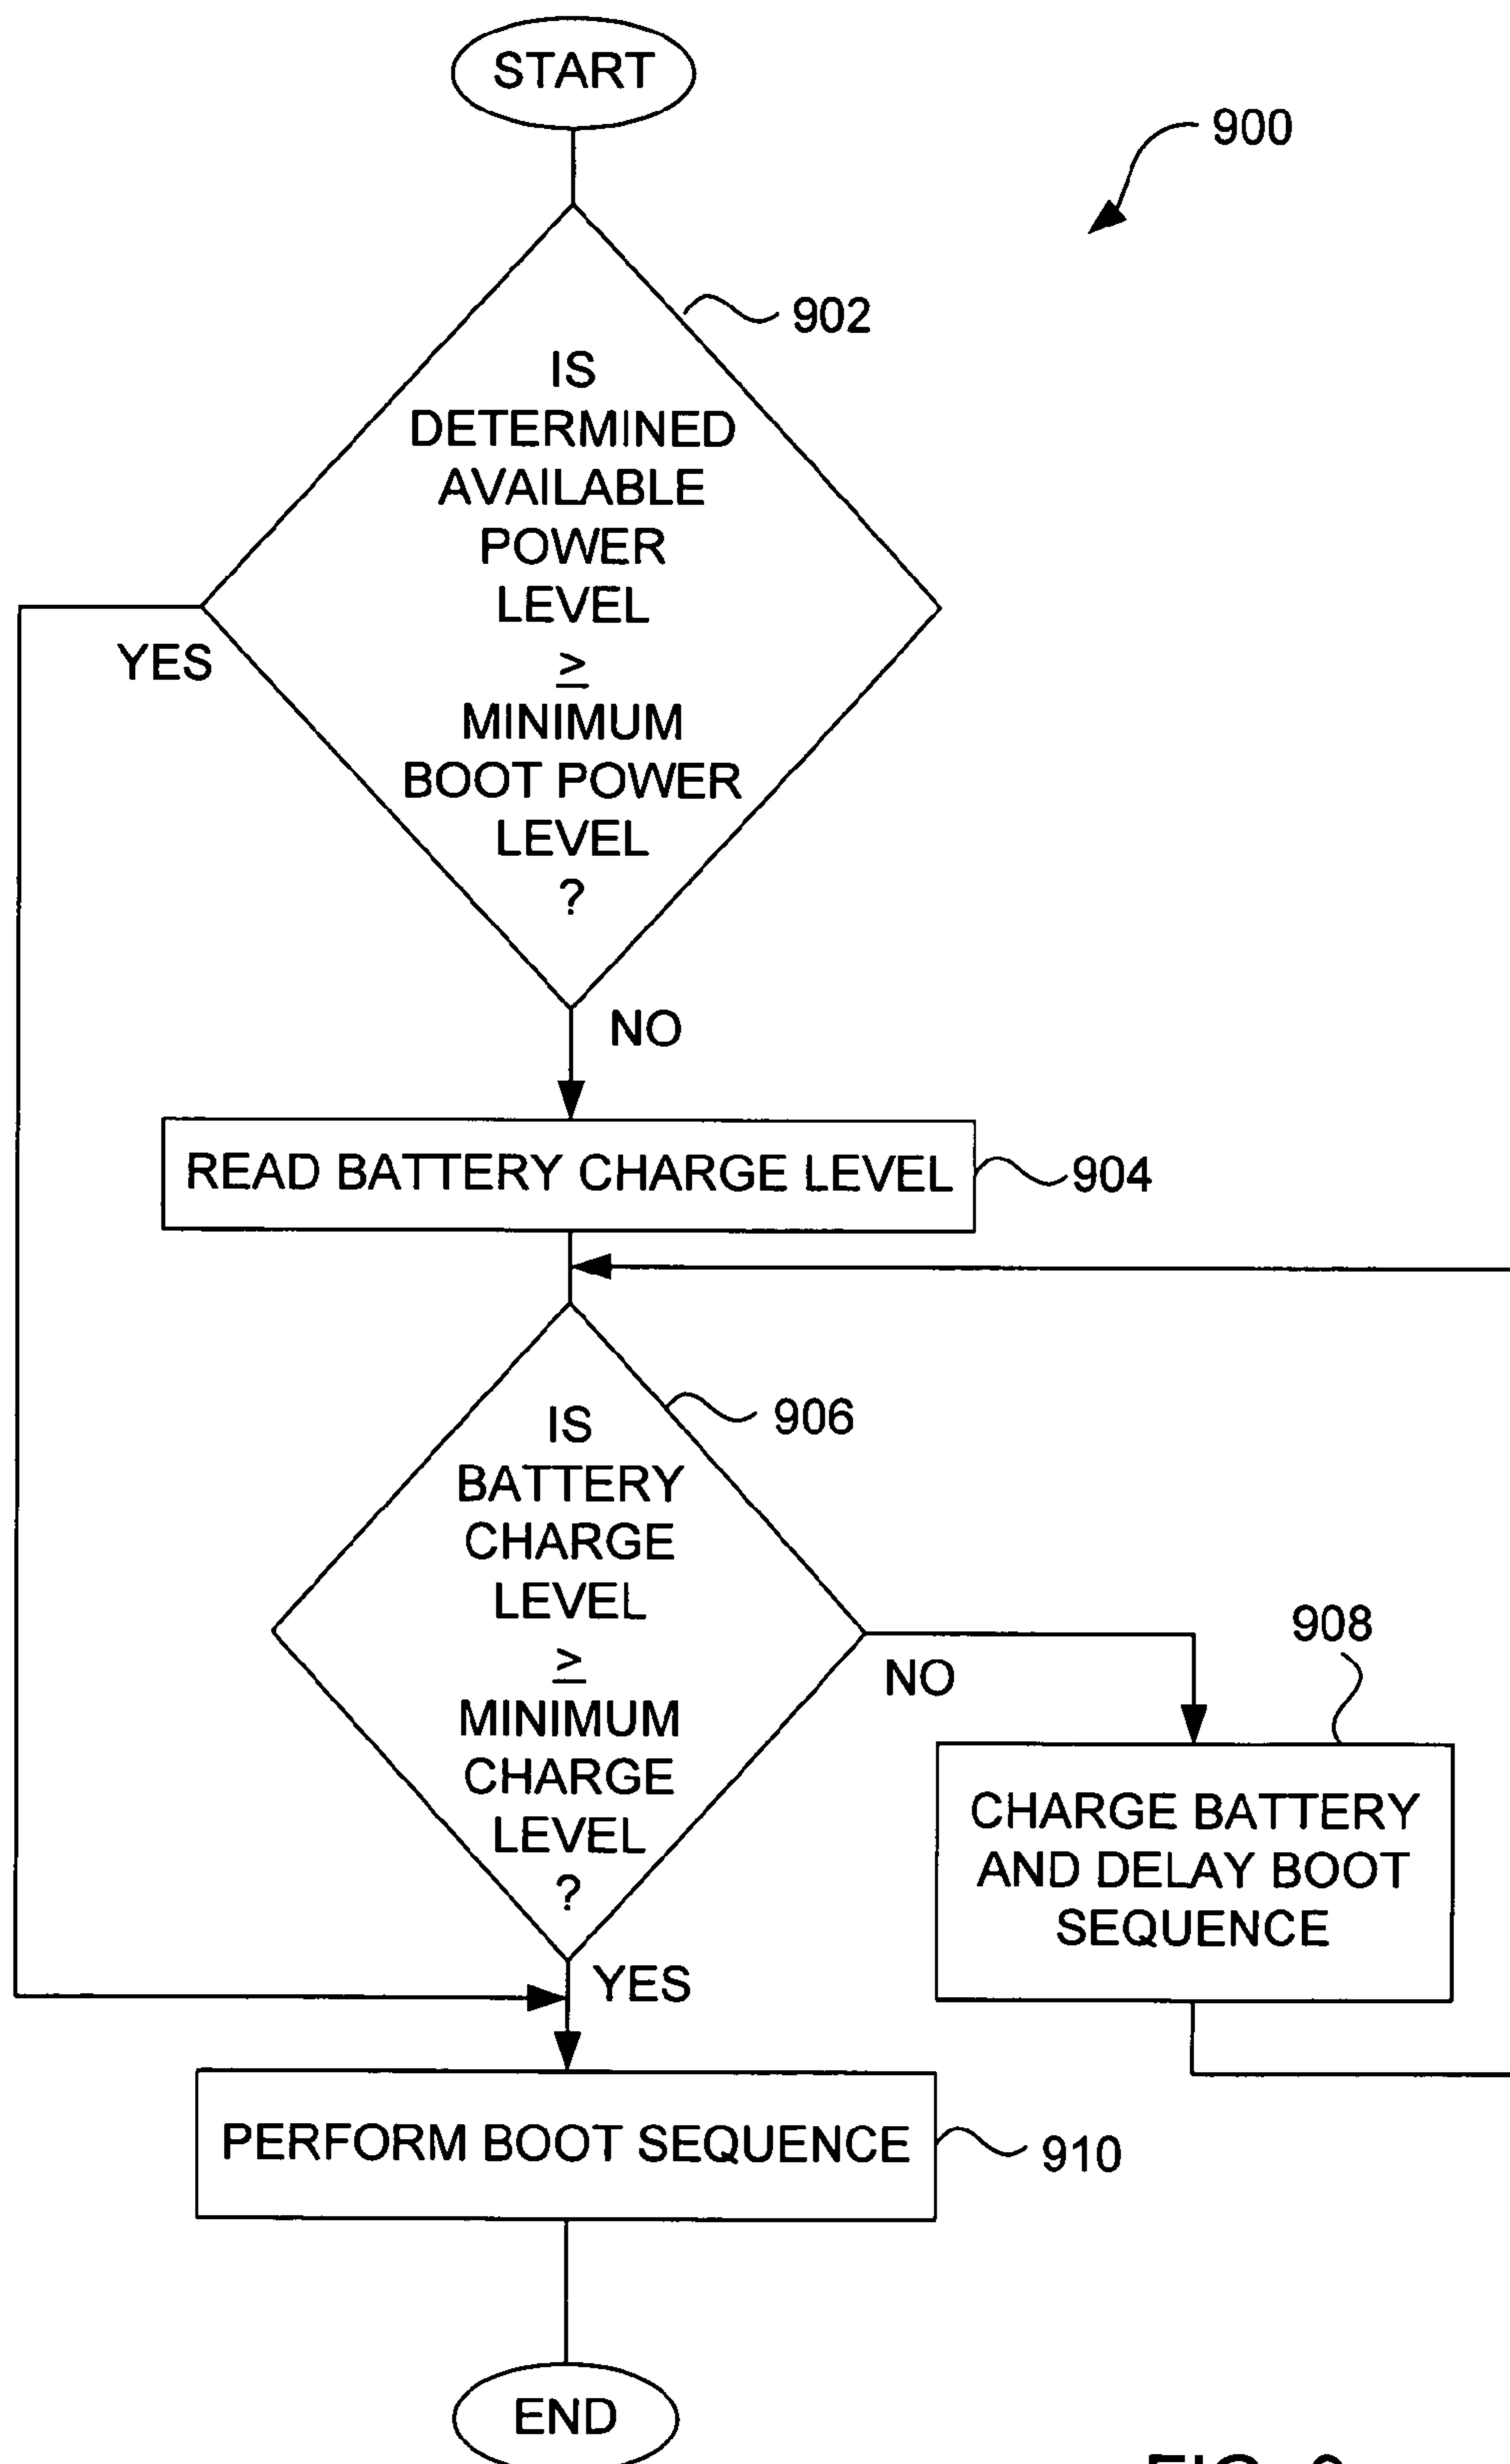 START
900
902
IS
DETERMINED
AVAILABLE
POWER
LEVEL
≥
MINIMUM
BOOT POWER
LEVEL
?
YES
NO
READ BATTERY CHARGE LEVEL
904
906
IS
BATTERY
CHARGE
LEVEL
≥
MINIMUM
CHARGE
LEVEL
?
NO
908
CHARGE BATTERY
AND DELAY BOOT
SEQUENCE
YES
PERFORM BOOT SEQUENCE
910
END